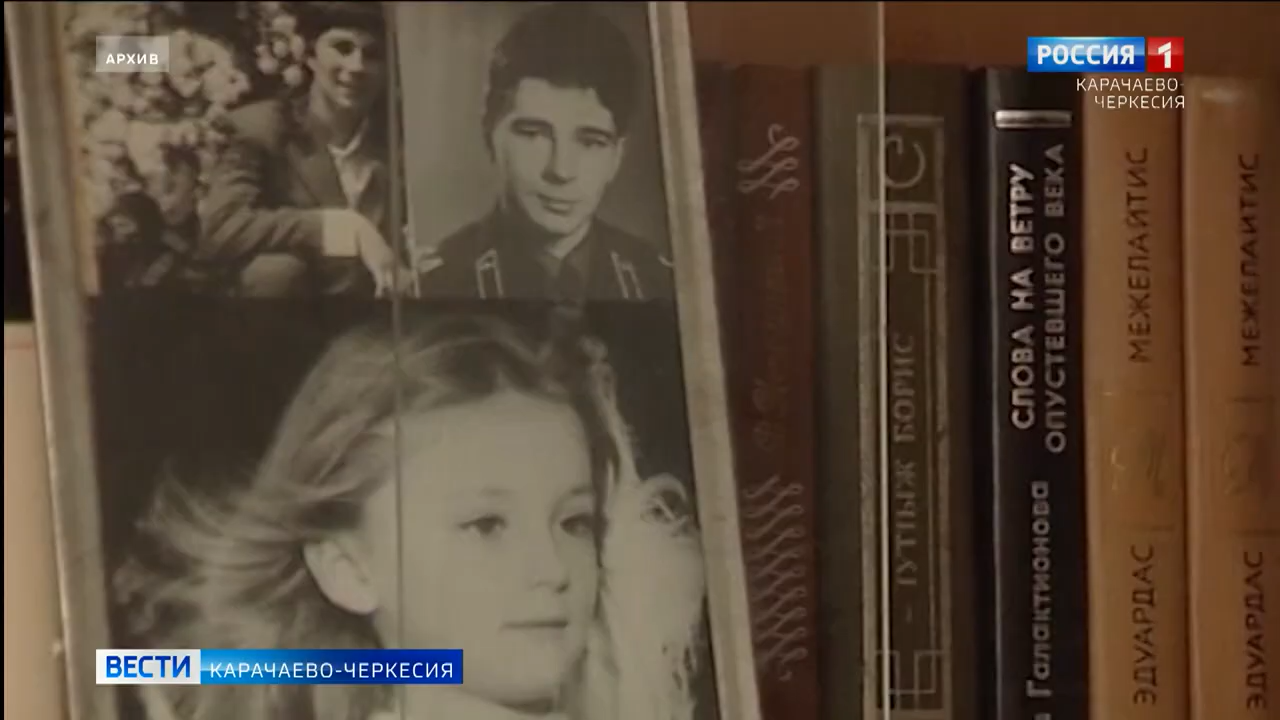 АРХИВ
РОССИЯ 1
КАРАЧАЕВО-
ЧЕРКЕСИЯ
БОРИС
СЛОВА НА ВЕТРУ
ОПУСТЕВШЕГО ВЕКА
Галактионова
ЭДУАРДАС МЕЖЕЛАЙТИС
ЭДУАРДАС МЕЖЕЛАЙТИС
ВЕСТИ КАРАЧАЕВО-ЧЕРКЕСИЯ